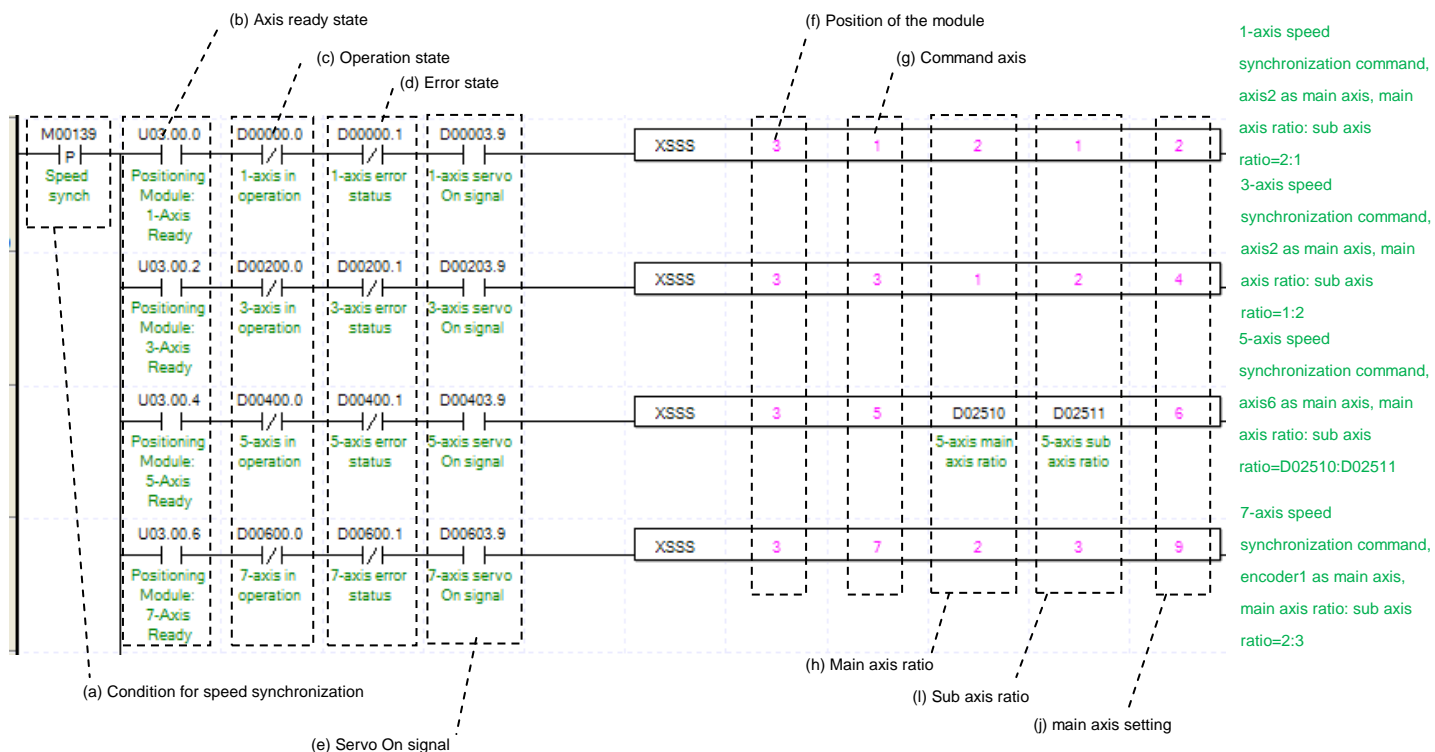 (b) Axis ready state
(c) Operation state
(d) Error state
(f) Position of the module
(g) Command axis
M00139
P
Speed
synch
U03.00.0
D00000.0
D00000.1
D00003.9
XSSS 3 1 2 1 2
Positioning
Module:
1-Axis
Ready
1-axis in
operation
1-axis error
status
1-axis servo
On signal
U03.00.2
D00200.0
D00200.1
D00203.9
XSSS 3 3 1 2 4
Positioning
Module:
3-Axis
Ready
3-axis in
operation
3-axis error
status
3-axis servo
On signal
U03.00.4
D00400.0
D00400.1
D00403.9
XSSS 3 5 D02510 D02511 6
Positioning
Module:
5-Axis
Ready
5-axis in
operation
5-axis error
status
5-axis servo
On signal
5-axis main
axis ratio
5-axis sub
axis ratio
U03.00.6
D00600.0
D00600.1
D00603.9
XSSS 3 7 2 3 9
Positioning
Module:
7-Axis
Ready
7-axis in
operation
7-axis error
status
7-axis servo
On signal
1-axis speed
synchronization command,
axis2 as main axis, main
axis ratio: sub axis
ratio=2:1
3-axis speed
synchronization command,
axis2 as main axis, main
axis ratio: sub axis
ratio=1:2
5-axis speed
synchronization command,
axis6 as main axis, main
axis ratio: sub axis
ratio=D02510:D02511
7-axis speed
synchronization command,
encoder1 as main axis,
main axis ratio: sub axis
ratio=2:3
(a) Condition for speed synchronization
(e) Servo On signal
(h) Main axis ratio
(l) Sub axis ratio
(j) main axis setting